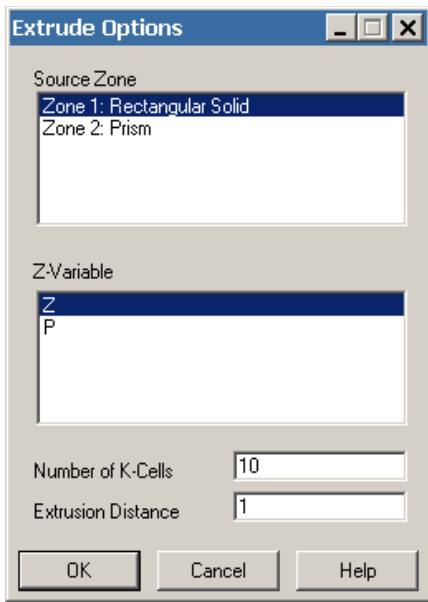 Extrude Options
Source Zone
Zone 1: Rectangular Solid
Zone 2: Prism
Z-Variable
Z
P
Number of K-Cells 10
Extrusion Distance 1
OK Cancel Help